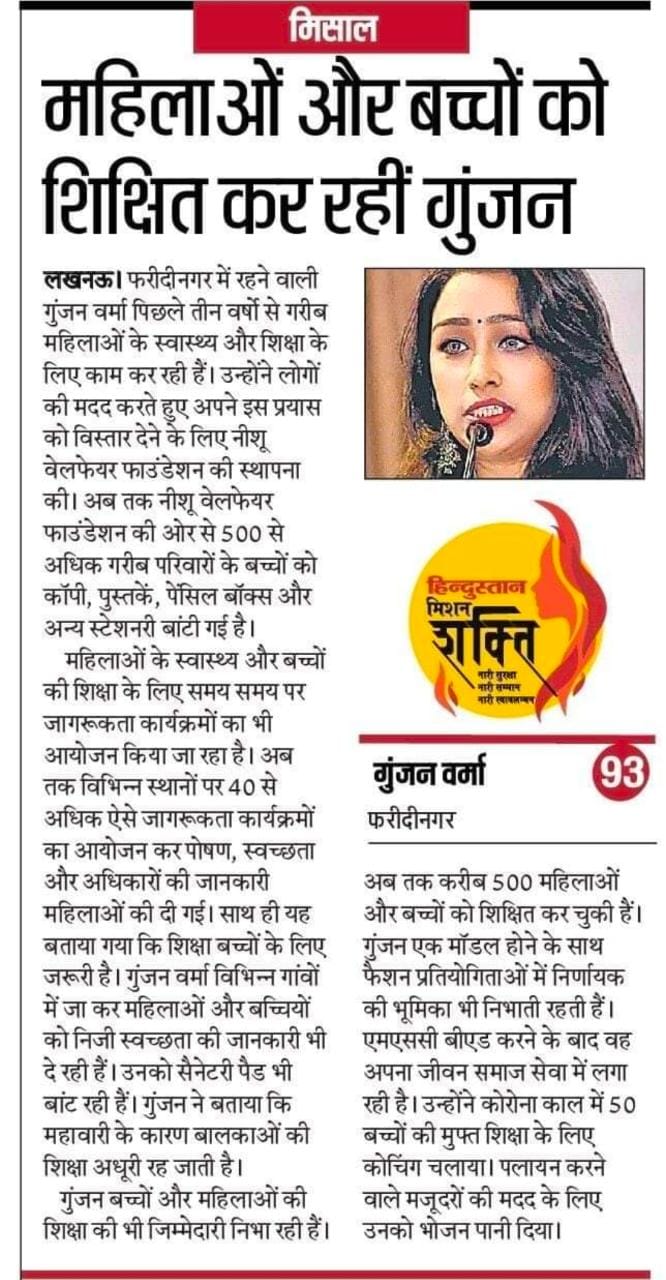 मिसाल
महिलाओं और बच्चों को
शिक्षित कर रहीं गुंजन
लखनऊ। फरीदीनगर में रहने वाली
गुंजन वर्मा पिछले तीन वर्षो से गरीब
महिलाओं के स्वास्थ्य और शिक्षा के
लिए काम कर रही हैं। उन्होंने लोगों
की मदद करते हुए अपने इस प्रयास
को विस्तार देने के लिए नीशू
वेलफेयर फाउंडेशन की स्थापना
की। अब तक नीशू वेलफेयर
फाउंडेशन की ओर से 500 से
अधिक गरीब परिवारों के बच्चों को
कॉपी, पुस्तकें, पेंसिल बॉक्स और
अन्य स्टेशनरी बांटी गई है।
महिलाओं के स्वास्थ्य और बच्चों
की शिक्षा के लिए समय समय पर
जागरूकता कार्यक्रमों का भी
आयोजन किया जा रहा है। अब
तक विभिन्न स्थानों पर 40 से
अधिक ऐसे जागरूकता कार्यक्रमों
का आयोजन कर पोषण, स्वच्छता
और अधिकारों की जानकारी
महिलाओं की दी गई। साथ ही यह
बताया गया कि शिक्षा बच्चों के लिए
जरूरी है। गुंजन वर्मा विभिन्न गांवों
में जा कर महिलाओं और बच्चियों
को निजी स्वच्छता की जानकारी भी
दे रही हैं। उनको सैनेटरी पैड भी
बांट रही हैं। गुंजन ने बताया कि
महावारी के कारण बालकाओं की
शिक्षा अधूरी रह जाती है।
गुंजन बच्चों और महिलाओं की
शिक्षा की भी जिम्मेदारी निभा रही हैं।
हिन्दुस्तान
मिशन
शक्ति
नारी सुरक्षा
नारी सम्मान
नारी स्वावलम्बन
गुंजन वर्मा 93
फरीदीनगर
अब तक करीब 500 महिलाओं
और बच्चों को शिक्षित कर चुकी हैं।
गुंजन एक मॉडल होने के साथ
फैशन प्रतियोगिताओं में निर्णायक
की भूमिका भी निभाती रहती हैं।
एमएससी बीएड करने के बाद वह
अपना जीवन समाज सेवा में लगा
रही है। उन्होंने कोरोना काल में 50
बच्चों की मुफ्त शिक्षा के लिए
कोचिंग चलाया। पलायन करने
वाले मजूदरों की मदद के लिए
उनको भोजन पानी दिया।